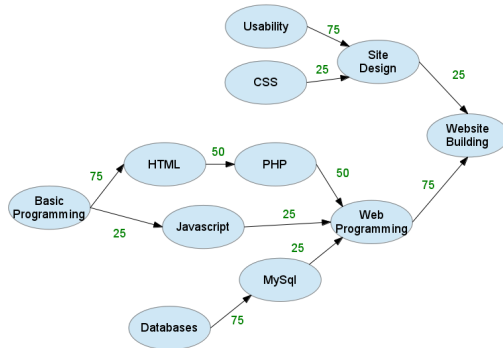 Usability
75
Site
Design
25
CSS
25
Website
Building
HTML
50
PHP
75
50
75
Basic
Programming
25
Javascript
25
Web
Programming
25
MySql
Databases
75